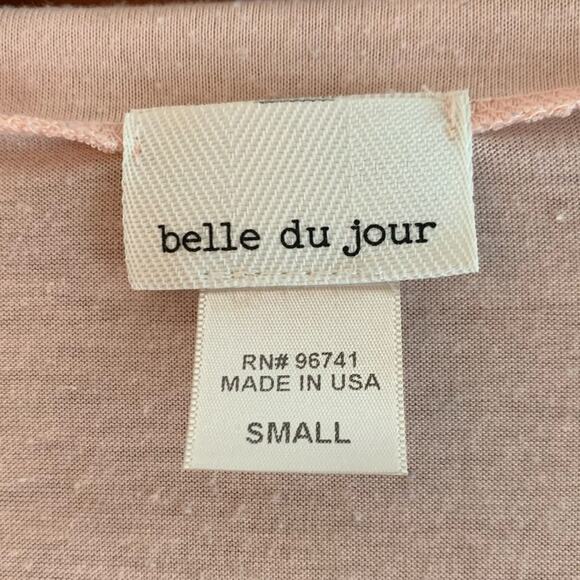 belle du jour
RN# 96741
MADE IN USA
SMALL